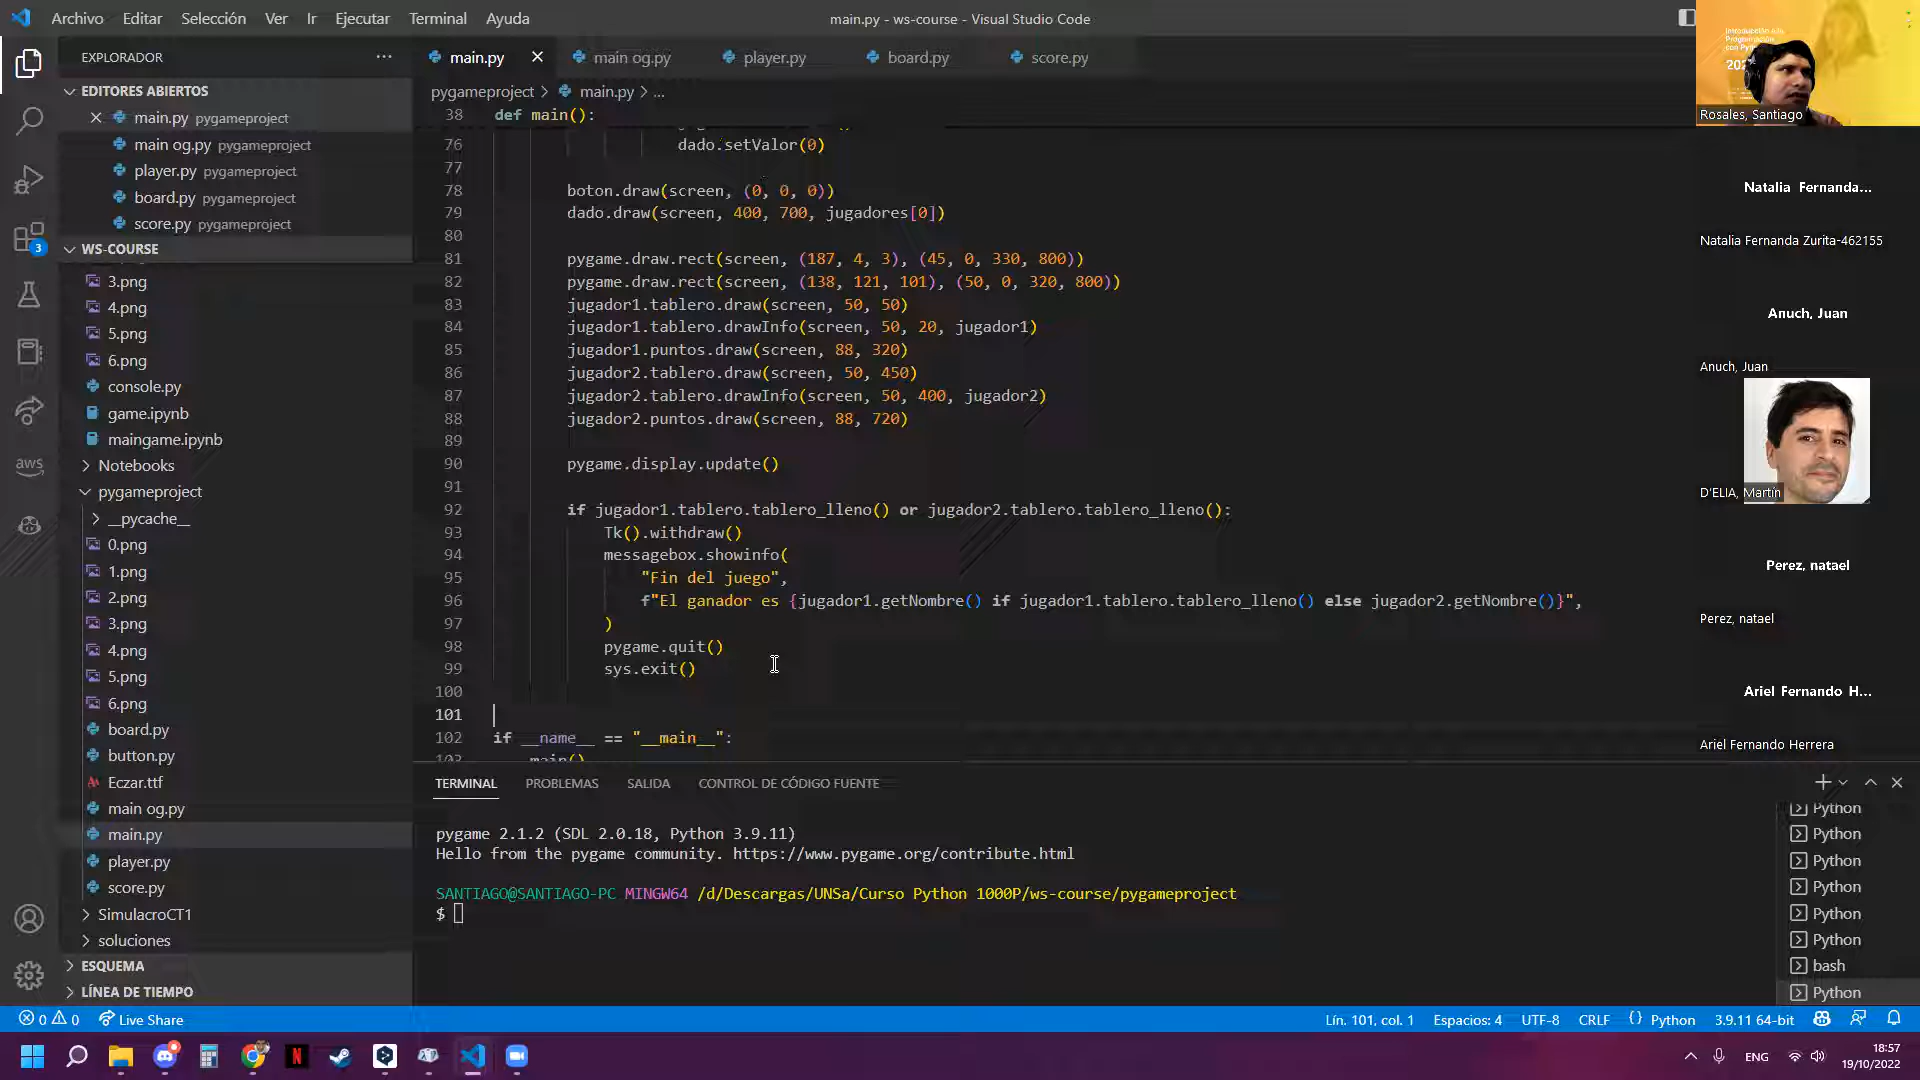 Archivo Editar Selección Ver Ir Ejecutar Terminal Ayuda
main.py - ws-course - Visual Studio Code
EXPLORADOR
EDITORES ABIERTOS
main.py pygameproject
main og.py pygameproject
player.py pygameproject
board.py pygameproject
score.py pygameproject
WS-COURSE
3.png
4.png
5.png
6.png
console.py
game.ipynb
maingame.ipynb
Notebooks
pygameproject
__pycache__
0.png
1.png
2.png
3.png
4.png
5.png
6.png
board.py
button.py
Eczar.ttf
main og.py
main.py
player.py
score.py
SimulacroCT1
soluciones
ESQUEMA
LÍNEA DE TIEMPO
3
aws
main.py main og.py player.py board.py score.py
pygameproject > main.py > ...
38 def main():
76 dado.setValor(0)
77
78 boton.draw(screen, (0, 0, 0))
79 dado.draw(screen, 400, 700, jugadores[0])
80
81 pygame.draw.rect(screen, (187, 4, 3), (45, 0, 330, 800))
82 pygame.draw.rect(screen, (138, 121, 101), (50, 0, 320, 800))
83 jugador1.tablero.draw(screen, 50, 50)
84 jugador1.tablero.drawInfo(screen, 50, 20, jugador1)
85 jugador1.puntos.draw(screen, 88, 320)
86 jugador2.tablero.draw(screen, 50, 450)
87 jugador2.tablero.drawInfo(screen, 50, 400, jugador2)
88 jugador2.puntos.draw(screen, 88, 720)
89
90 pygame.display.update()
91
92 if jugador1.tablero.tablero_lleno() or jugador2.tablero.tablero_lleno():
93 Tk().withdraw()
94 messagebox.showinfo(
95 "Fin del juego",
96 f"El ganador es {jugador1.getNombre() if jugador1.tablero.tablero_lleno() else jugador2.getNombre()}",
97 )
98 pygame.quit()
99 sys.exit()
100
101
102 if __name__ == "__main__":
103 main()
TERMINAL PROBLEMAS SALIDA CONTROL DE CÓDIGO FUENTE
pygame 2.1.2 (SDL 2.0.18, Python 3.9.11)
Hello from the pygame community. https://www.pygame.org/contribute.html
SANTIAGO@SANTIAGO-PC MINGW64 /d/Descargas/UNSa/Curso Python 1000P/ws-course/pygameproject
$
Python
Python
Python
Python
Python
Python
bash
Python
Rosales, Santiago
Natalia Fernanda...
Natalia Fernanda Zurita-462155
Anuch, Juan
Anuch, Juan
D'ELIA, Martín
Perez, natael
Perez, natael
Ariel Fernando H...
Ariel Fernando Herrera
0 0 Live Share
Lín. 101, col. 1 Espacios: 4 UTF-8 CRLF Python 3.9.11 64-bit
ENG
18:57
19/10/2022